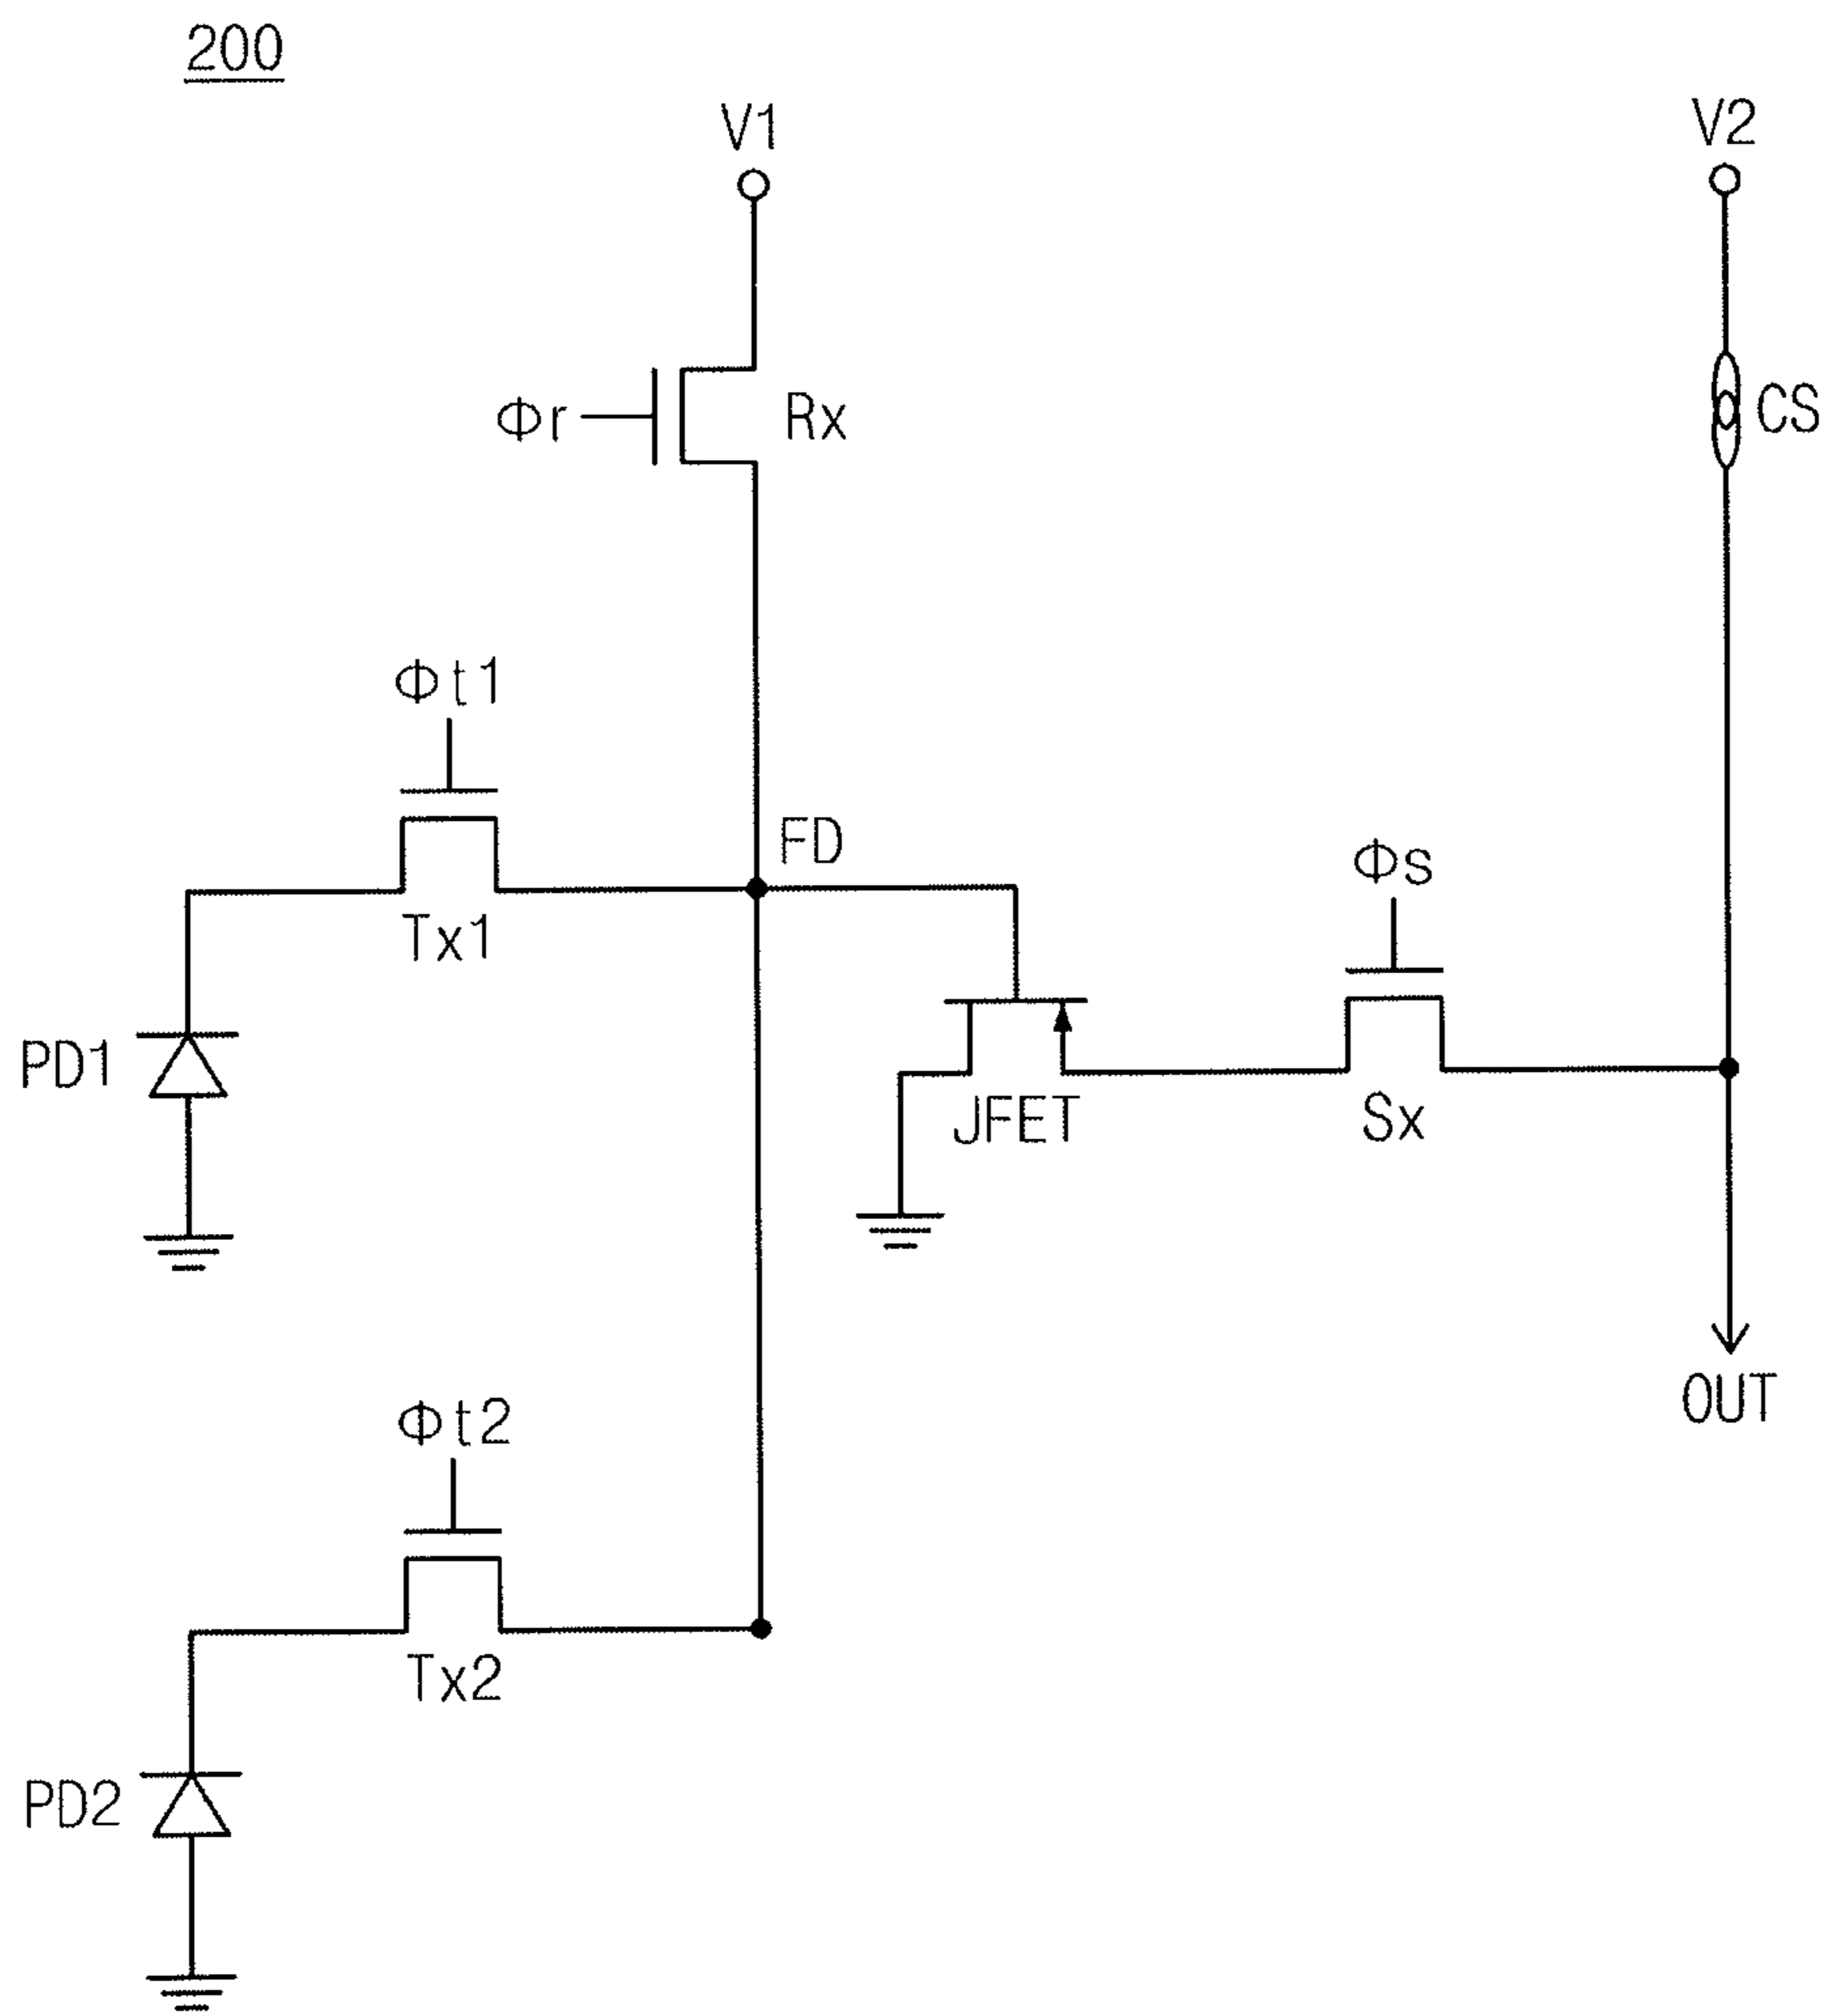 200
V1
V2
Φr
Rx
CS
Φt1
FD
Φs
Tx1
PD1
JFET
Sx
OUT
Φt2
Tx2
PD2